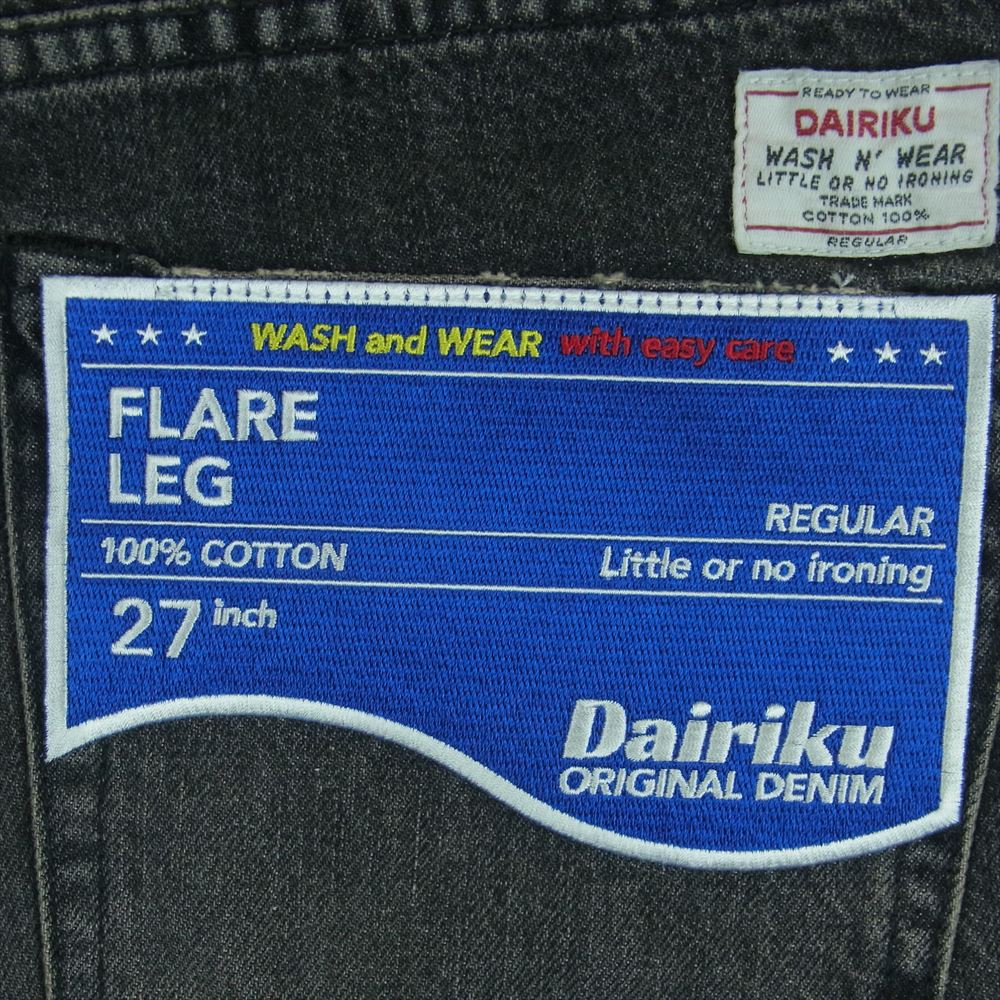 READY TO WEAR
DAIRIKU
WASH N' WEAR
LITTLE OR NO IRONING
TRADE MARK
COTTON 100%
REGULAR
WASH and WEAR with easy care
FLARE
LEG
REGULAR
100% COTTON Little or no ironing
27 inch
Dairiku
ORIGINAL DENIM